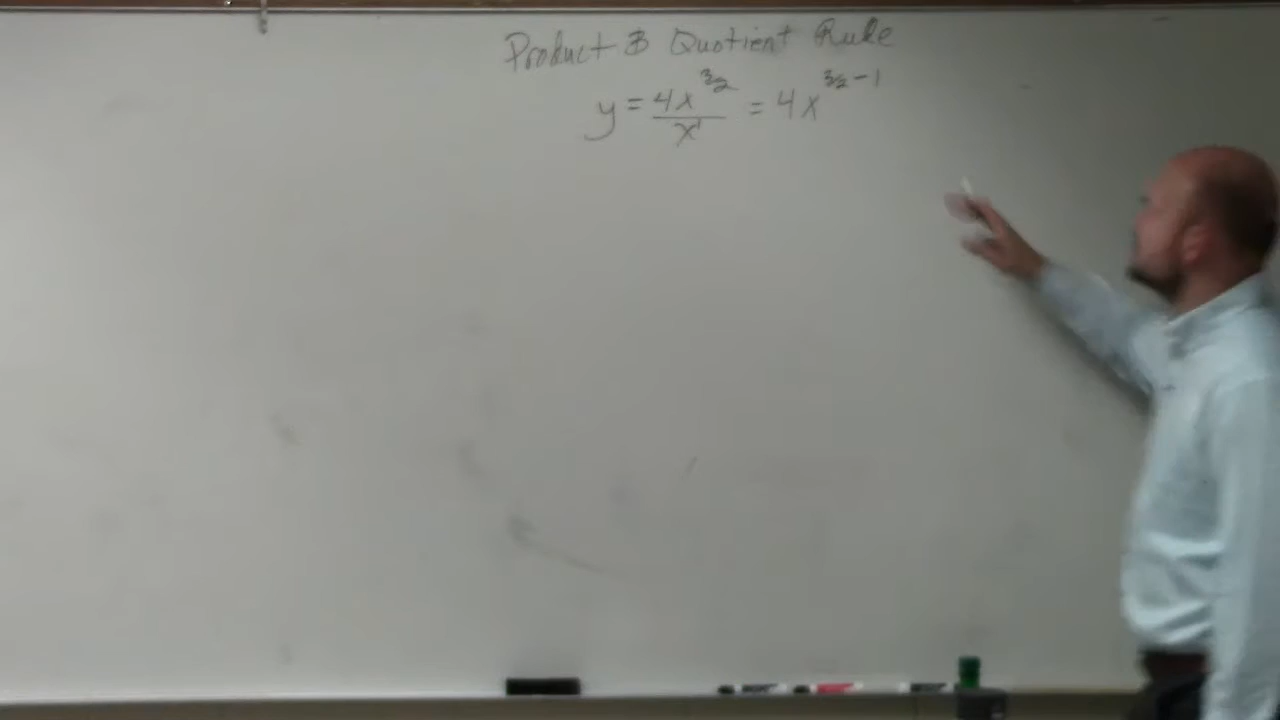 Product & Quotient Rule
y = 4x^(3/2) / x^1 = 4x^(3/2 - 1)